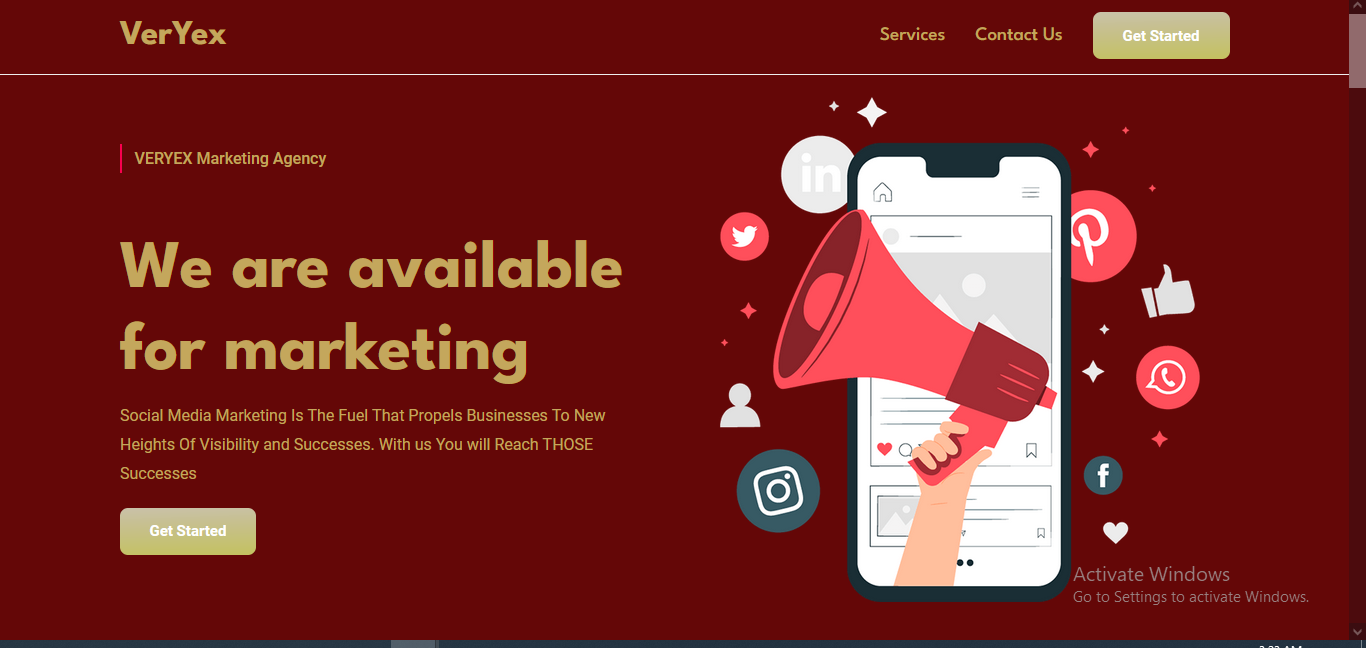 VerYex
Services
Contact Us
Get Started
VERYEX Marketing Agency
We are available
for marketing
Social Media Marketing Is The Fuel That Propels Businesses To New
Heights Of Visibility and Successes. With us You will Reach THOSE
Successes
Get Started
in
Activate Windows
Go to Settings to activate Windows.